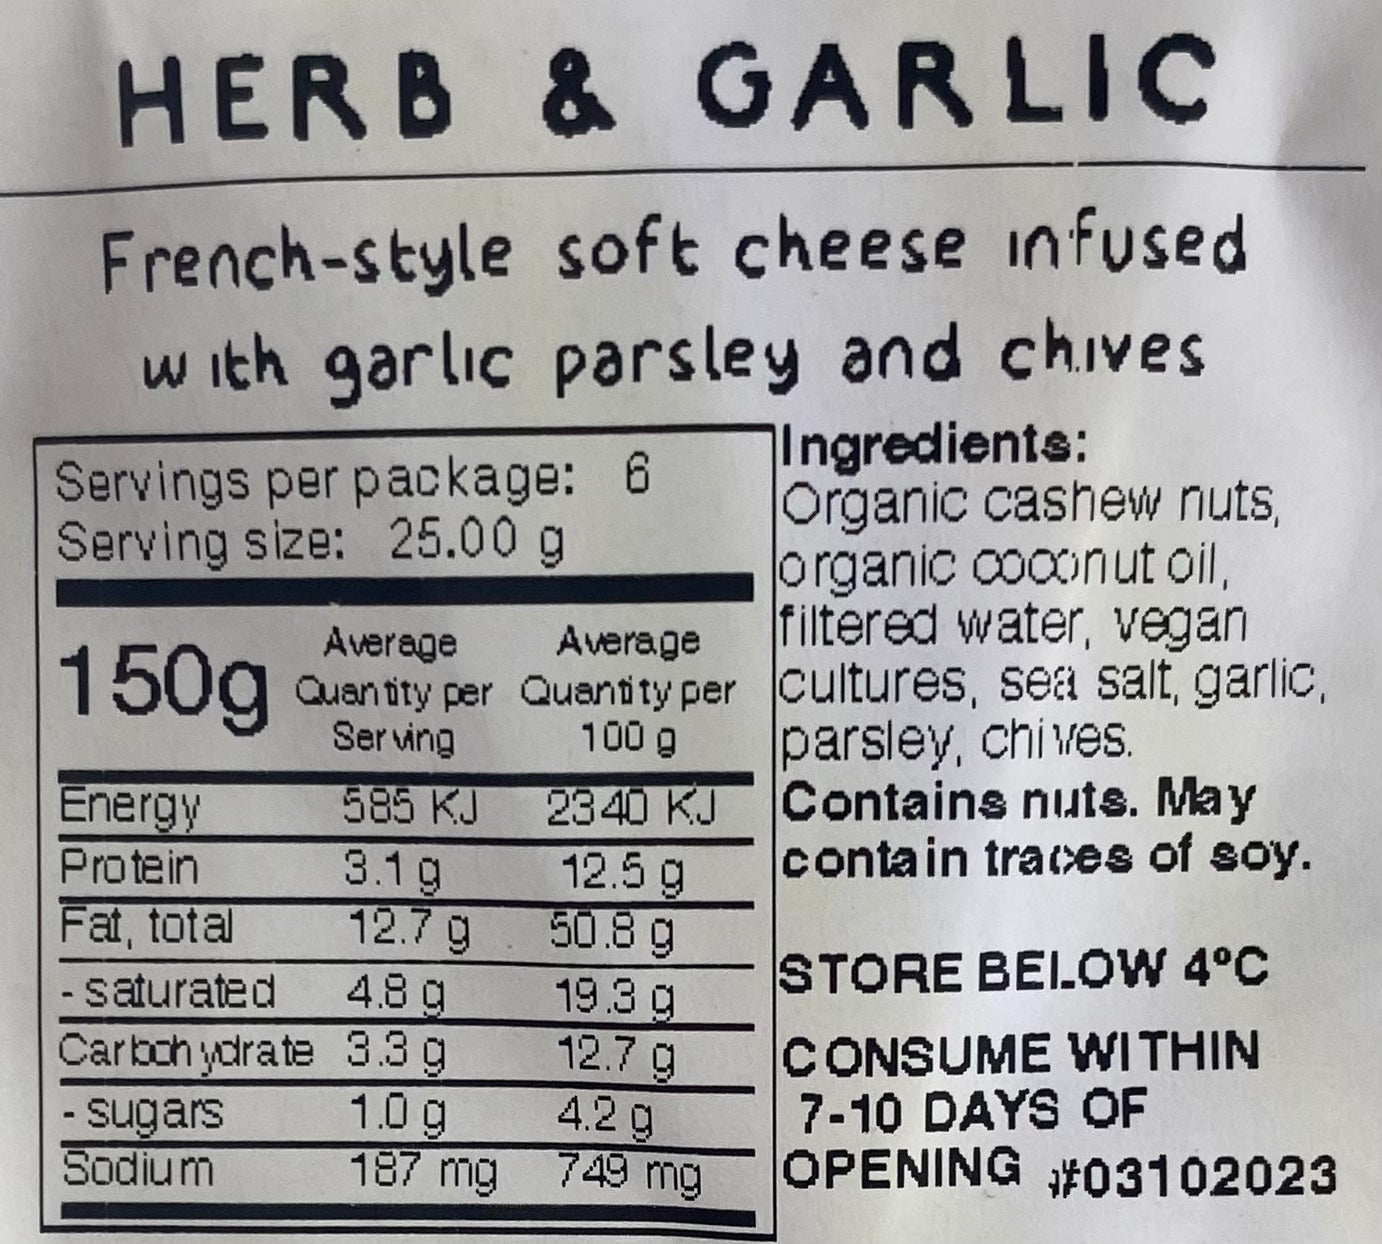 HERB & GARLIC
French-style soft cheese infused
with garlic parsley and chives
Servings per package: 6
Serving size: 25.00 g
150g
Average Quantity per Serving
Average Quantity per 100 g
Energy 585 KJ 2340 KJ
Protein 3.1 g 12.5 g
Fat, total 12.7 g 50.8 g
- saturated 4.8 g 19.3 g
Carbohydrate 3.3 g 12.7 g
- sugars 1.0 g 4.2 g
Sodium 187 mg 749 mg
Ingredients:
Organic cashew nuts,
organic coconut oil,
filtered water, vegan
cultures, sea salt, garlic,
parsley, chives.
Contains nuts. May
contain traces of soy.
STORE BELOW 4°C
CONSUME WITHIN
7-10 DAYS OF
OPENING #03102023